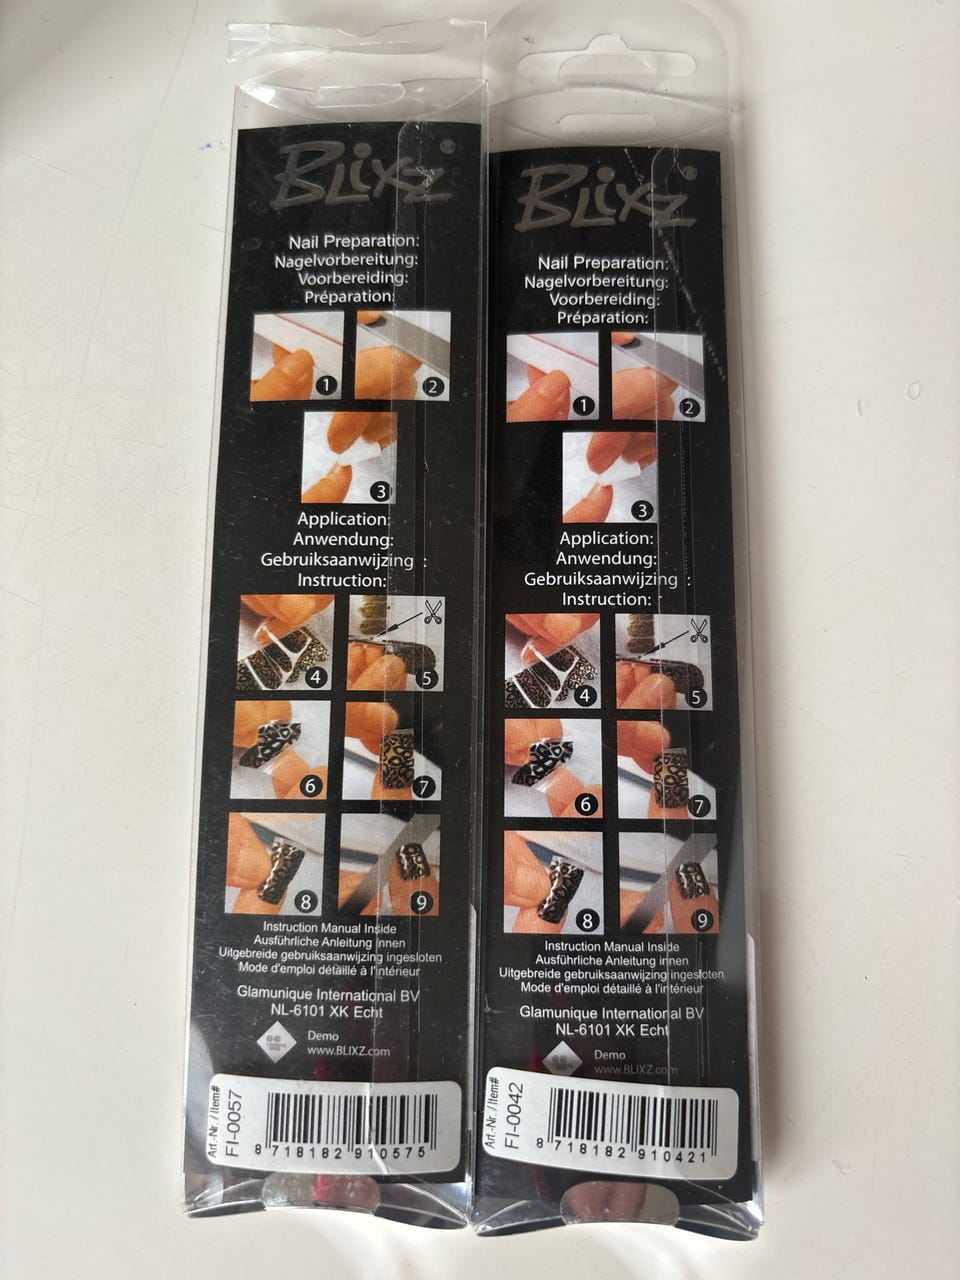 BLIXZ
Nail Preparation:
Nagelvorbereitung:
Voorbereiding:
Préparation:
1
2
3
Application:
Anwendung:
Gebruiksaanwijzing :
Instruction:
4
5
6
7
8
9
Instruction Manual Inside
Ausführliche Anleitung innen
Uitgebreide gebruiksaanwijzing ingesloten
Mode d'emploi détaillé à l'intérieur
Glamunique International BV
NL-6101 XK Echt
Demo
www.BLIXZ.com
Art.-Nr. / Item#
FI-0057
8 718182 910575
BLIXZ
Nail Preparation:
Nagelvorbereitung:
Voorbereiding:
Préparation:
1
2
3
Application:
Anwendung:
Gebruiksaanwijzing :
Instruction:
4
5
6
7
8
9
Instruction Manual Inside
Ausführliche Anleitung innen
Uitgebreide gebruiksaanwijzing ingesloten
Mode d'emploi détaillé à l'intérieur
Glamunique International BV
NL-6101 XK Echt
Demo
www.BLIXZ.com
Art.-Nr. / Item#
FI-0042
8 718182 910421